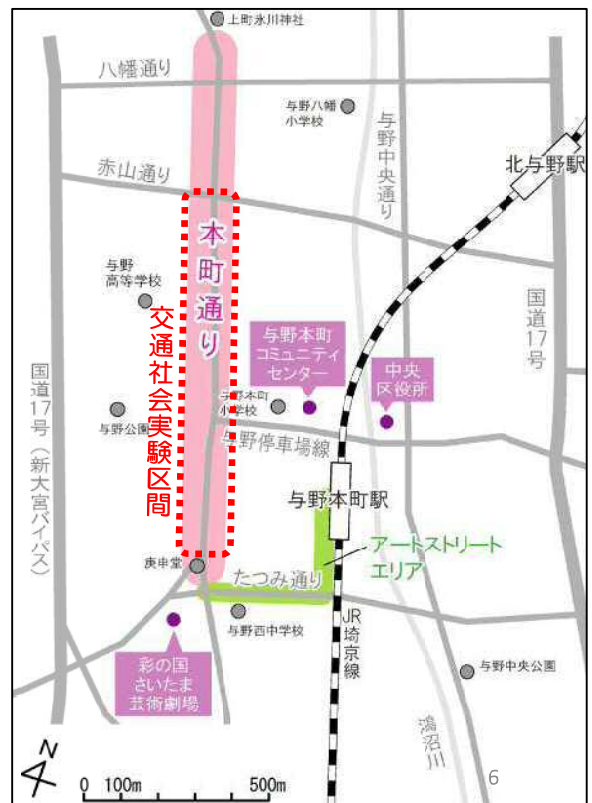 上町氷川神社
八幡通り
与野八幡
小学校
与野中央通り
北与野駅
赤山通り
本町通り
与野
高等学校
国道17号
交通社会実験区間
与野本町
コミュニティ
センター
中央
区役所
国道17号（新大宮バイパス）
与野本町
小学校
与野公園
与野停車場線
与野本町駅
アートストリート
エリア
庚申堂
たつみ通り
与野西中学校
JR埼京線
彩の国
さいたま
芸術劇場
与野中央公園
鴻沼川
N
0 100m 500m
6